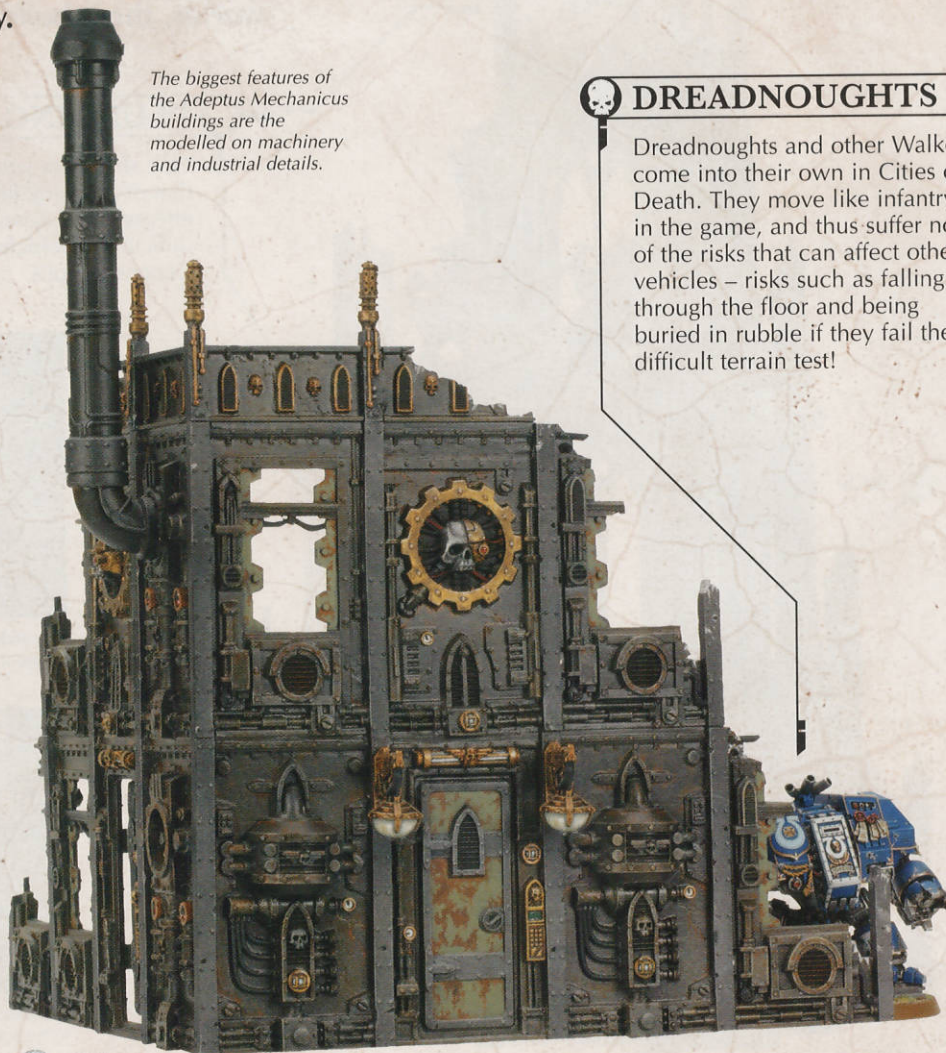 y.
The biggest features of
the Adeptus Mechanicus
buildings are the
modelled on machinery
and industrial details.
DREADNOUGHTS
Dreadnoughts and other Walke
come into their own in Cities o
Death. They move like infantry
in the game, and thus suffer no
of the risks that can affect othe
vehicles – risks such as falling
through the floor and being
buried in rubble if they fail the
difficult terrain test!